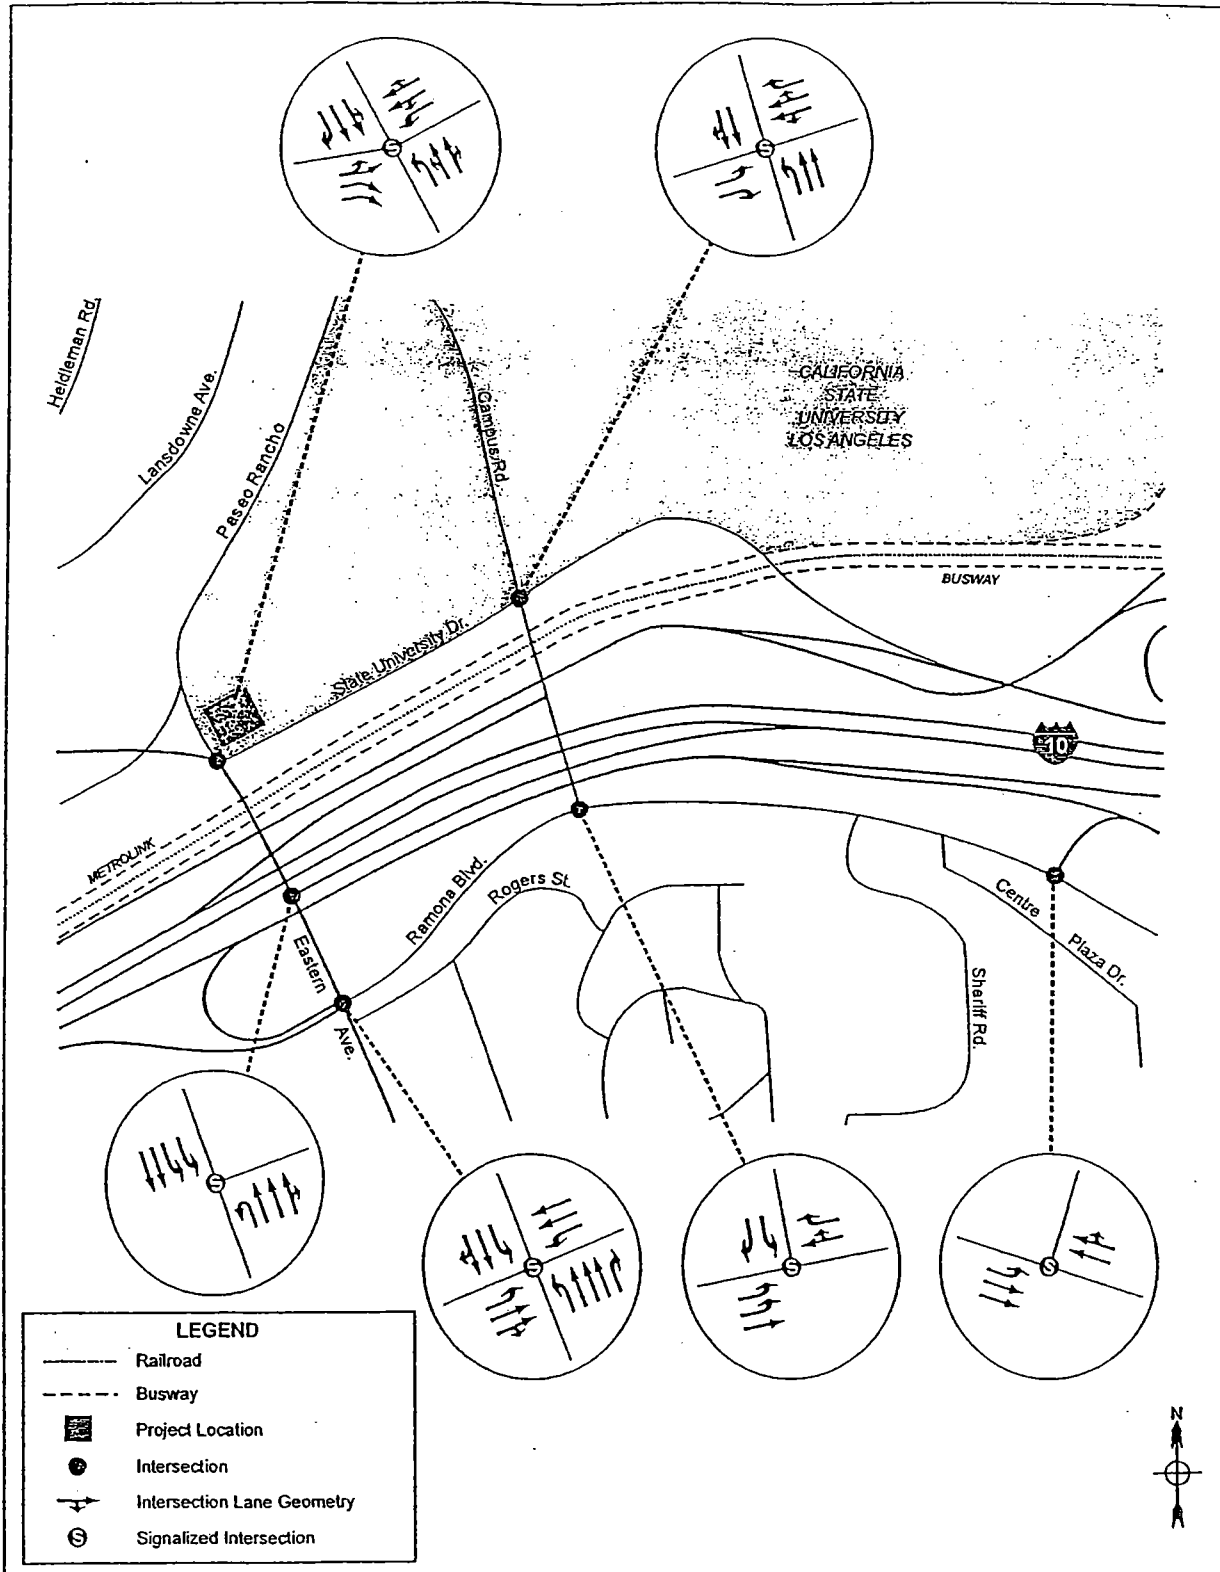 S
S
Heidleman Rd.
Lansdowne Ave.
Paseo Rancho
Campus Rd.
CALIFORNIA
STATE
UNIVERSITY
LOS ANGELES
BUSWAY
State University Dr.
10
METROLINK
Ramona Blvd.
Rogers St.
Eastern
Ave.
Centre
Plaza Dr.
Sheriff Rd.
S
S
S
S
LEGEND
Railroad
Busway
Project Location
Intersection
Intersection Lane Geometry
S
Signalized Intersection
N